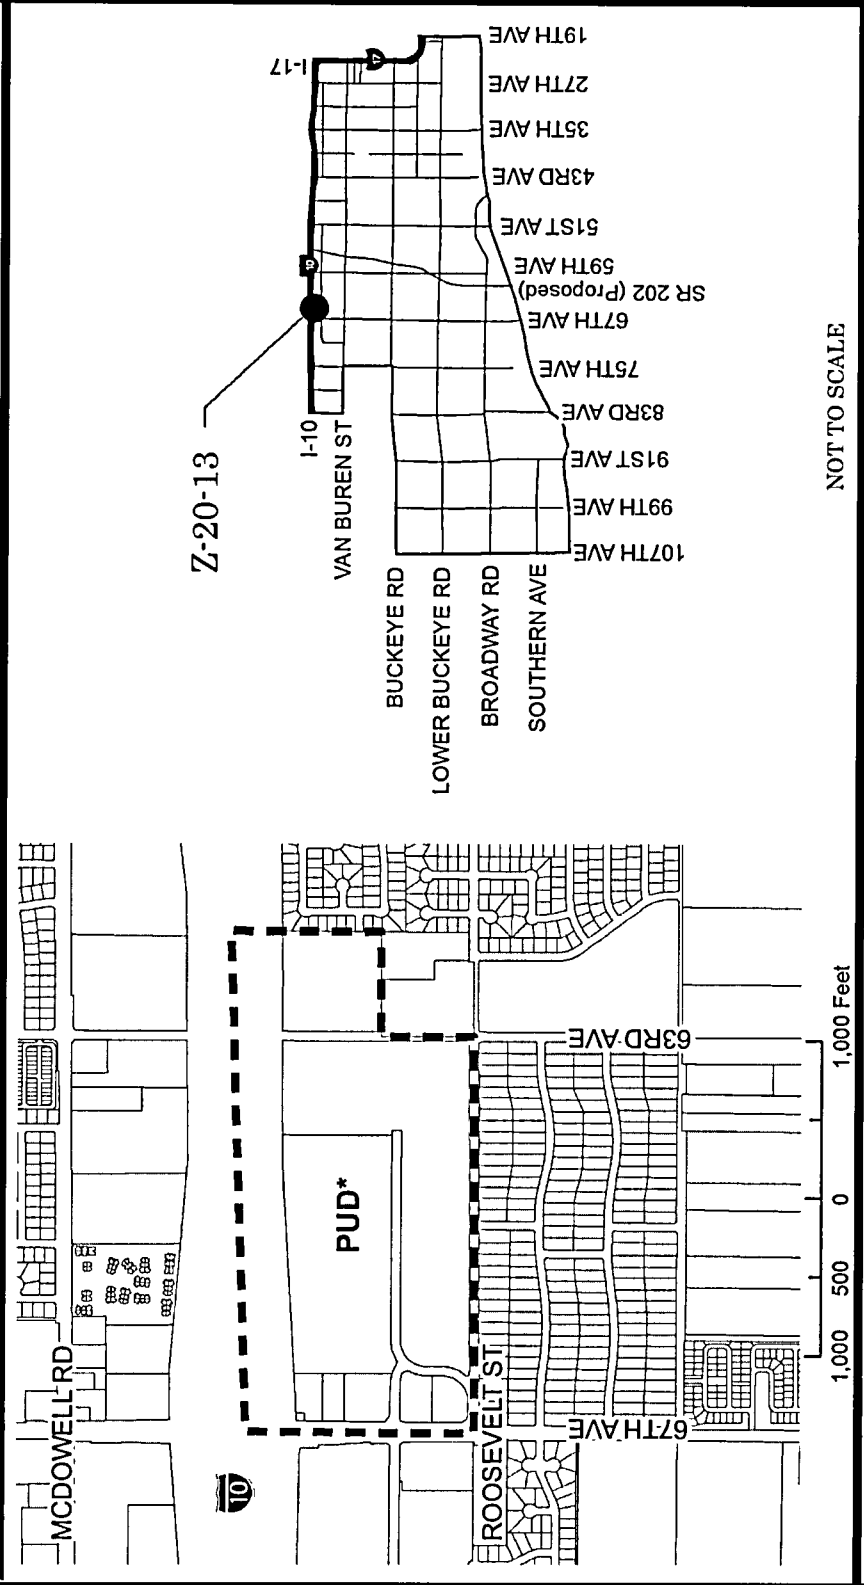 MCDOWELL RD
10
PUD*
ROOSEVELT ST
67TH AVE
63RD AVE
1,000 500 0 1,000 Feet
Z-20-13
I-10
VAN BUREN ST
BUCKEYE RD
LOWER BUCKEYE RD
BROADWAY RD
SOUTHERN AVE
I-17
17
10
107TH AVE
99TH AVE
91ST AVE
83RD AVE
75TH AVE
67TH AVE
SR 202 (Proposed)
59TH AVE
51ST AVE
43RD AVE
35TH AVE
27TH AVE
19TH AVE
NOT TO SCALE